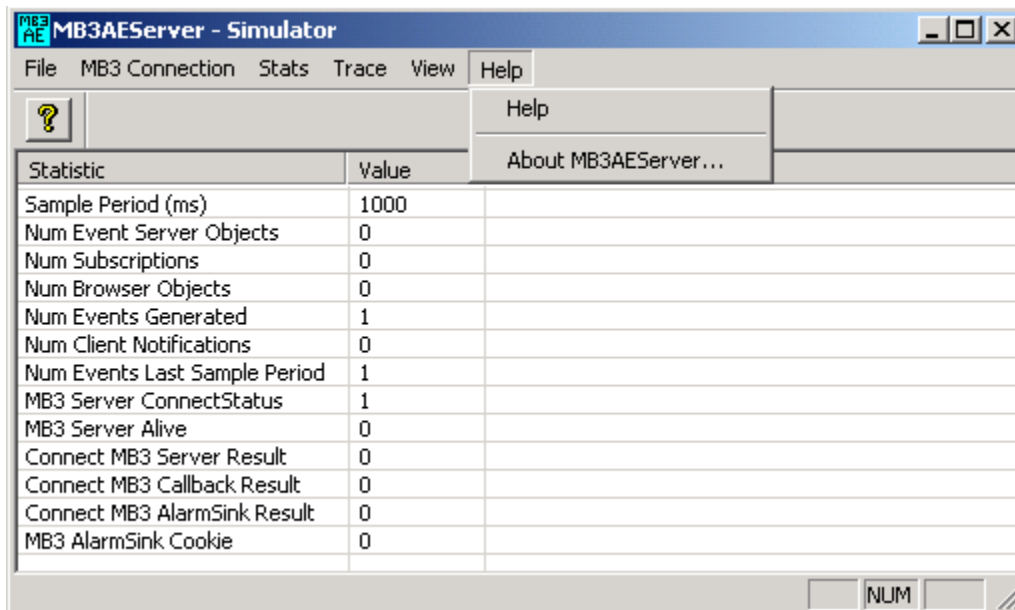 MB3 AE MB3AEServer - Simulator
File MB3 Connection Stats Trace View Help
Help
About MB3AEServer...
Statistic Value
Sample Period (ms) 1000
Num Event Server Objects 0
Num Subscriptions 0
Num Browser Objects 0
Num Events Generated 1
Num Client Notifications 0
Num Events Last Sample Period 1
MB3 Server ConnectStatus 1
MB3 Server Alive 0
Connect MB3 Server Result 0
Connect MB3 Callback Result 0
Connect MB3 AlarmSink Result 0
MB3 AlarmSink Cookie 0
NUM